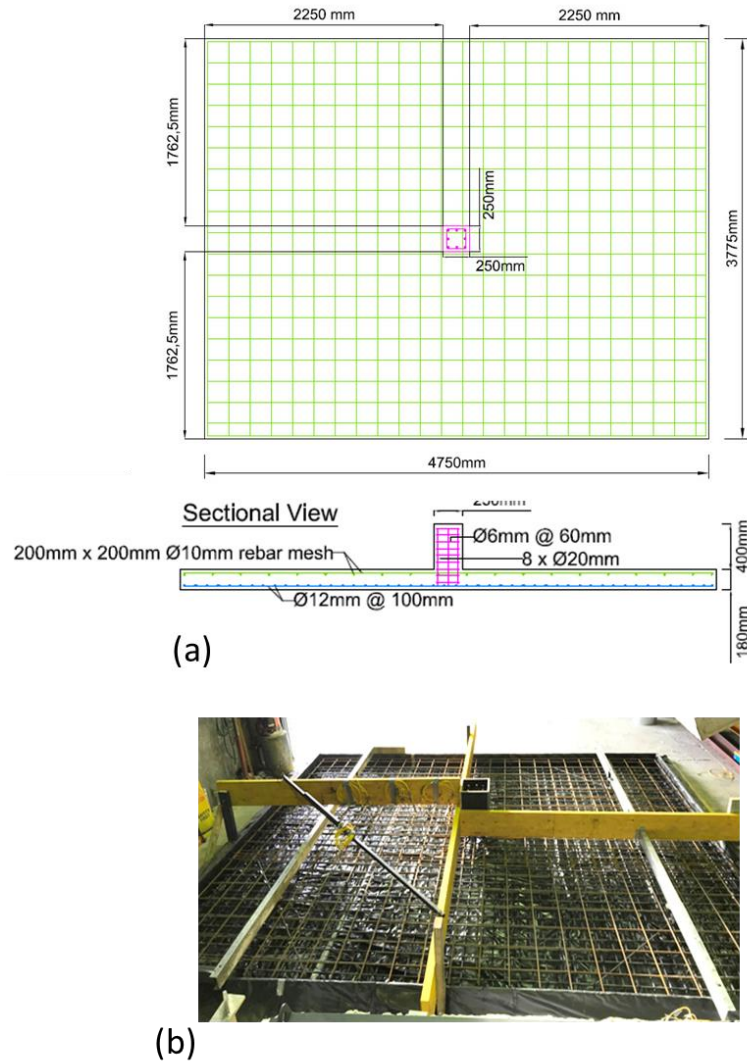 2250 mm
2250 mm
1762,5mm
250mm
250mm
3775mm
1762,5mm
4750mm
Sectional View
Ø6mm @ 60mm
200mm x 200mm Ø10mm rebar mesh
8 x Ø20mm
400mm
Ø12mm @ 100mm
180mm
(a)
(b)